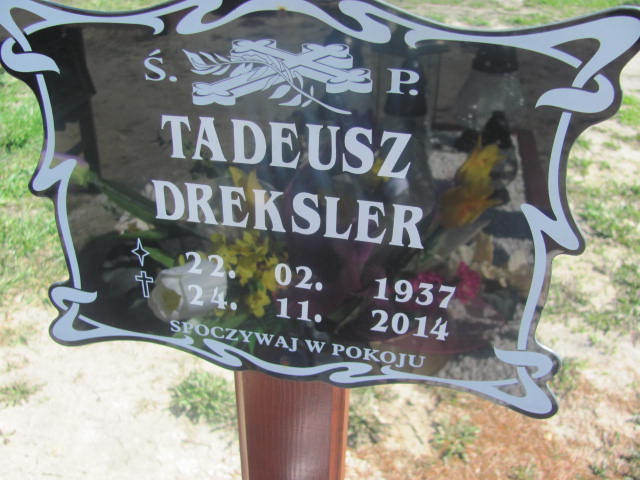 Ś. P.
TADEUSZ
DREKSLER
22. 02. 1937
24. 11. 2014
SPOCZYWAJ W POKOJU